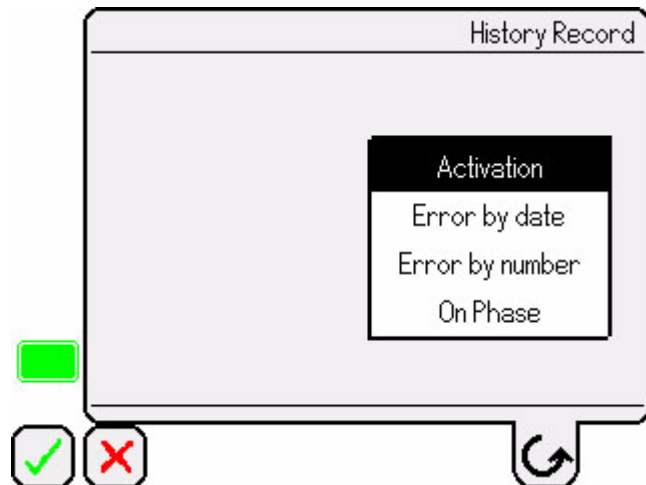 History Record
Activation
Error by date
Error by number
On Phase